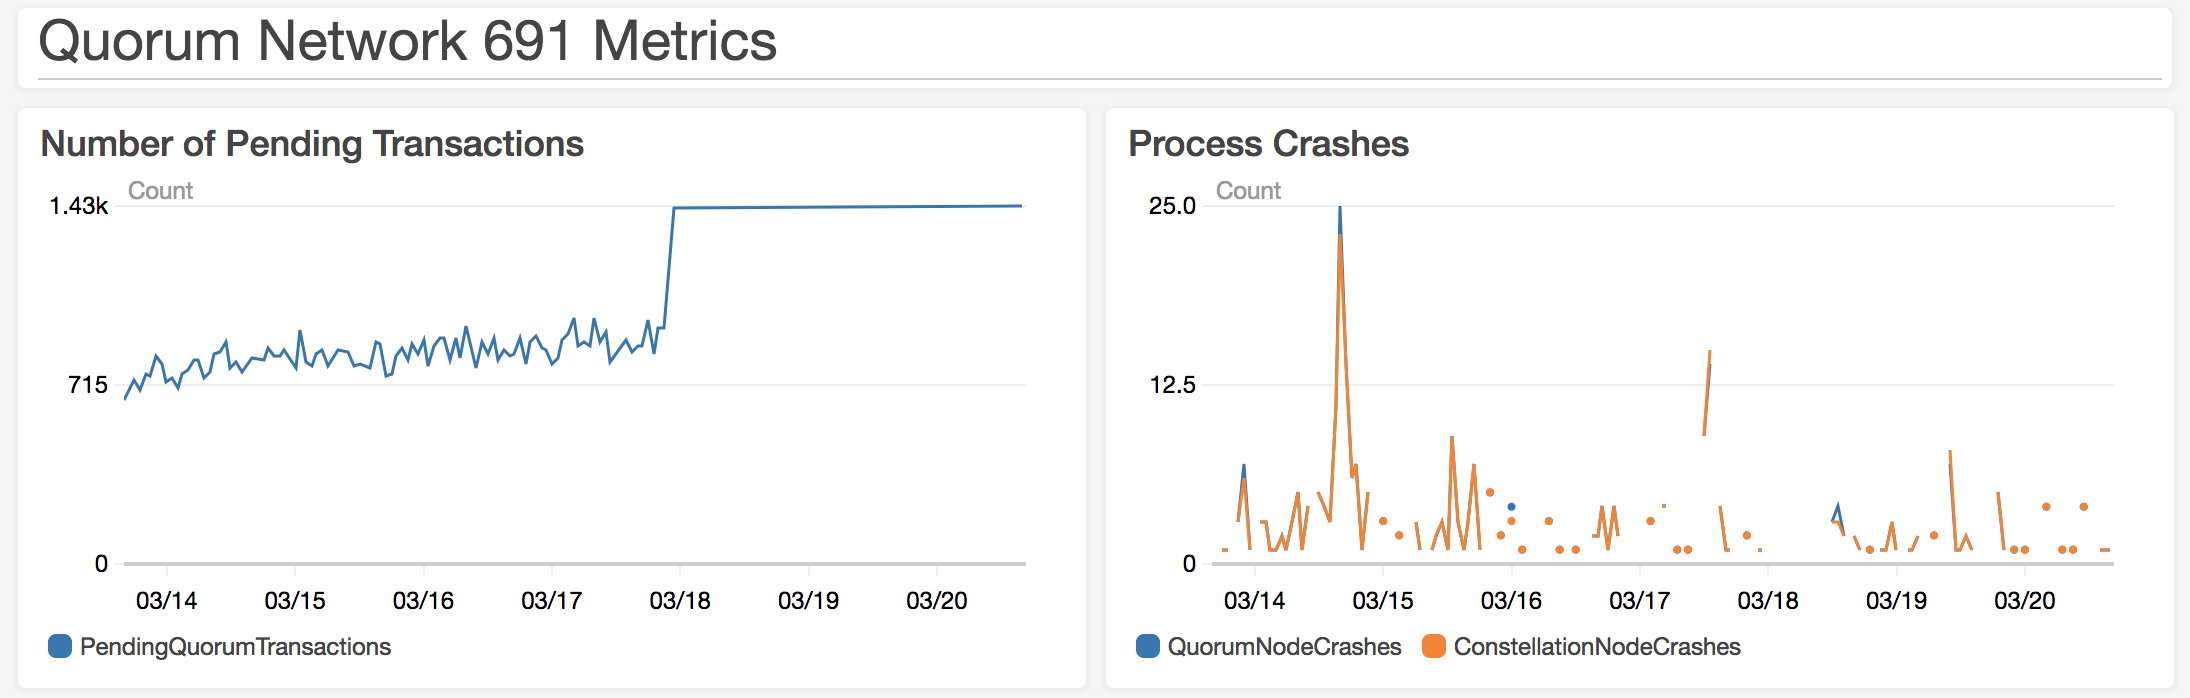 Quorum Network 691 Metrics
Number of Pending Transactions
Count
1.43k
715
0
03/14 03/15 03/16 03/17 03/18 03/19 03/20
PendingQuorumTransactions
Process Crashes
Count
25.0
12.5
0
03/14 03/15 03/16 03/17 03/18 03/19 03/20
QuorumNodeCrashes ConstellationNodeCrashes